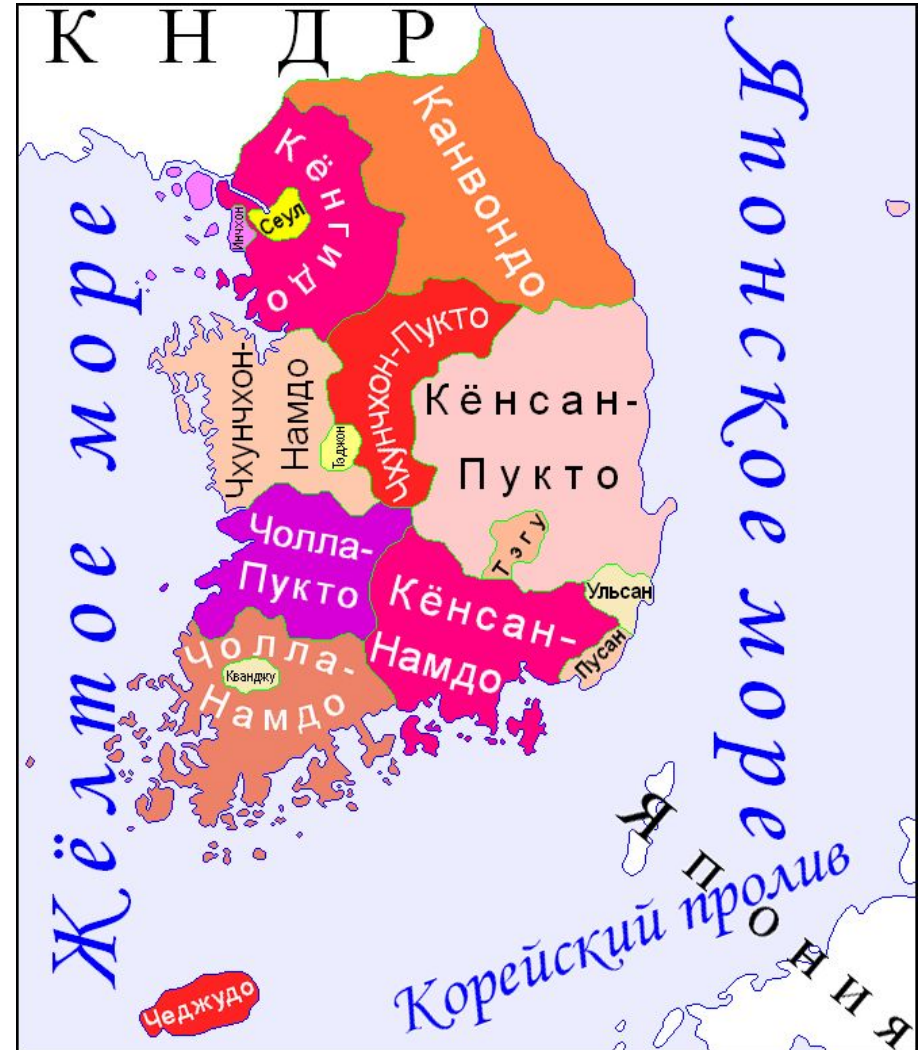 КНДР
Жёлтое море
Японское море
Канвондо
Кёнгидо
Сеул
Инчхон
Чхунчхон-
Намдо
Чхунчхон-Пукто
Тэджон
Кёнсан-
Пукто
Тэгу
Ульсан
Чолла-
Пукто
Кёнсан-
Намдо
Пусан
Чолла-
Намдо
Кванджу
Япония
Корейский пролив
Чеджудо